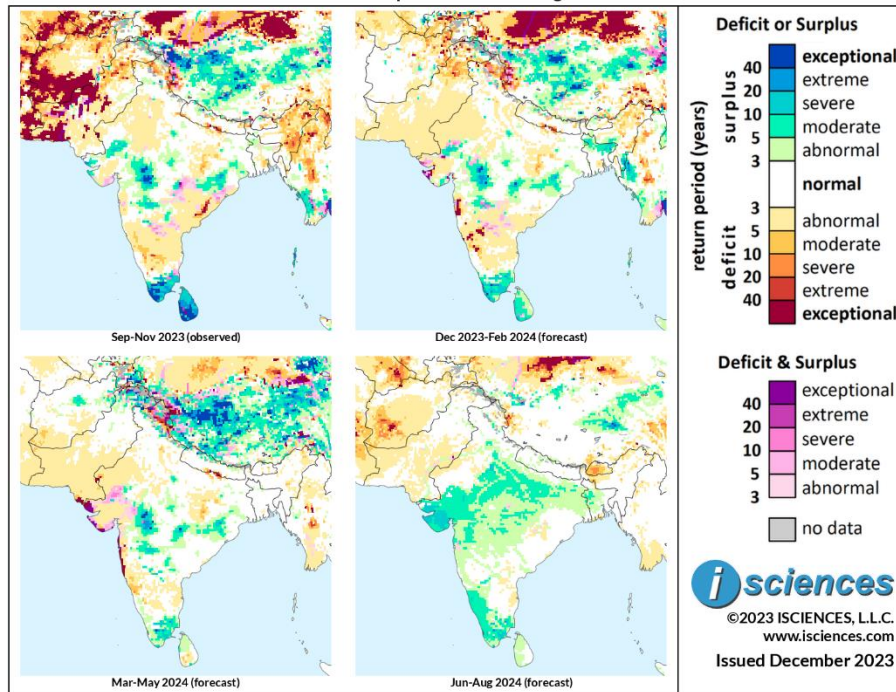 Sep-Nov 2023 (observed)
Dec 2023-Feb 2024 (forecast)
Mar-May 2024 (forecast)
Jun-Aug 2024 (forecast)
Deficit or Surplus
return period (years)
surplus
deficit
40
20
10
5
3
exceptional
extreme
severe
moderate
abnormal
normal
3
5
10
20
40
abnormal
moderate
severe
extreme
exceptional
Deficit & Surplus
40
20
10
5
3
exceptional
extreme
severe
moderate
abnormal
no data
i sciences
©2023 ISCIENCES, L.L.C.
www.isciences.com
Issued December 2023